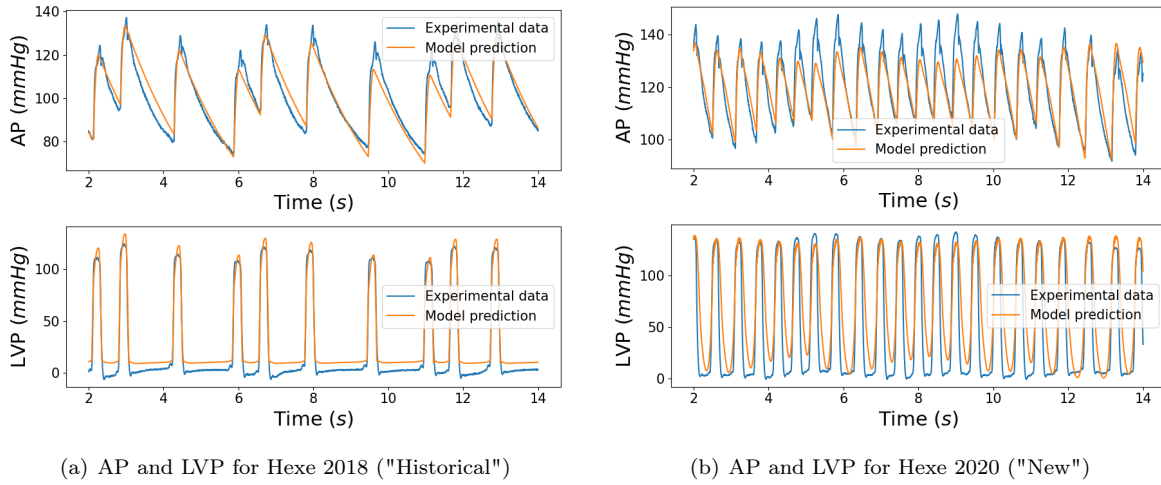 140
120
100
80
AP (mmHg)
Experimental data
Model prediction
2 4 6 8 10 12 14
Time (s)
100
50
0
LVP (mmHg)
Experimental data
Model prediction
2 4 6 8 10 12 14
Time (s)
(a) AP and LVP for Hexe 2018 ("Historical")
140
120
100
AP (mmHg)
Experimental data
Model prediction
2 4 6 8 10 12 14
Time (s)
100
50
0
LVP (mmHg)
Experimental data
Model prediction
2 4 6 8 10 12 14
Time (s)
(b) AP and LVP for Hexe 2020 ("New")